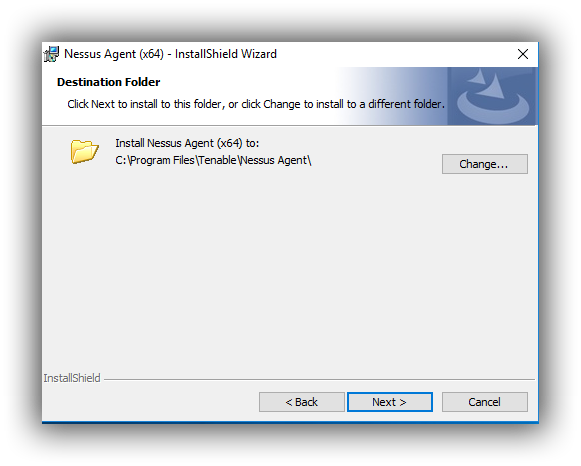 Nessus Agent (x64) - InstallShield Wizard
Destination Folder
Click Next to install to this folder, or click Change to install to a different folder.
Install Nessus Agent (x64) to:
C:\Program Files\Tenable\Nessus Agent\
Change...
InstallShield
< Back
Next >
Cancel